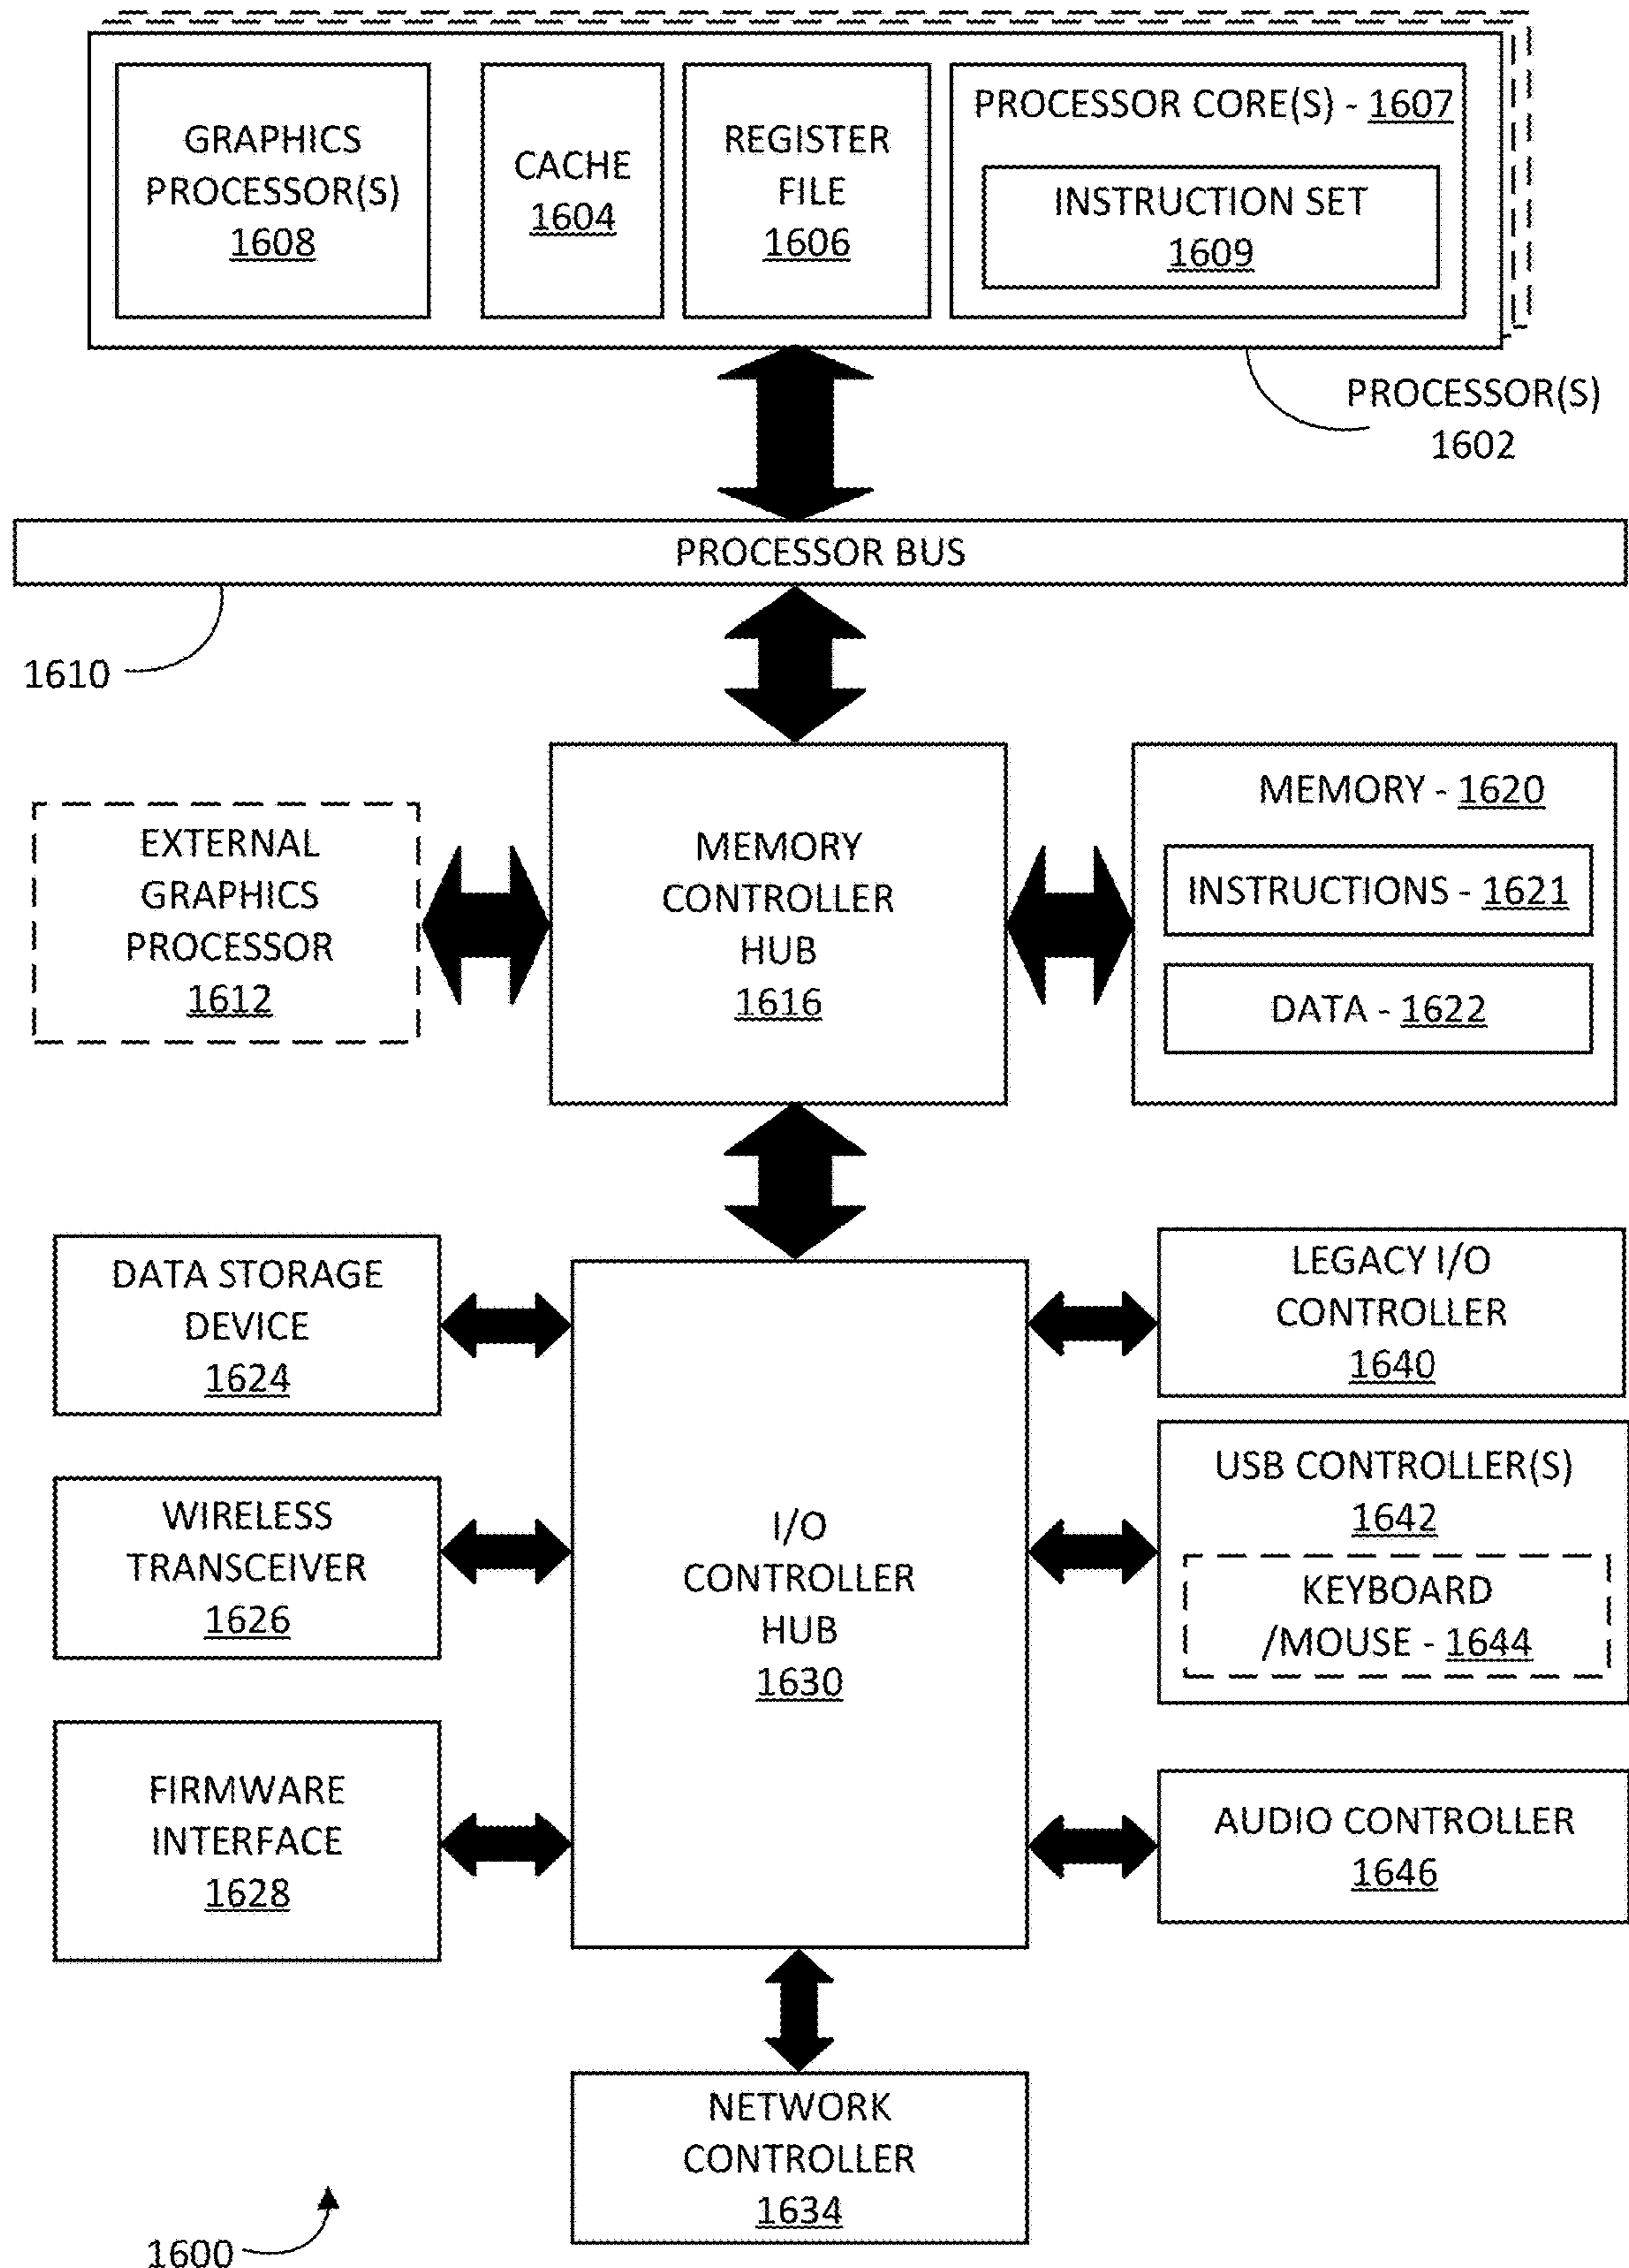 GRAPHICS
PROCESSOR(S)
1608
CACHE
1604
REGISTER
FILE
1606
PROCESSOR CORE(S) - 1607
INSTRUCTION SET
1609
PROCESSOR(S)
1602
PROCESSOR BUS
1610
EXTERNAL
GRAPHICS
PROCESSOR
1612
MEMORY
CONTROLLER
HUB
1616
MEMORY - 1620
INSTRUCTIONS - 1621
DATA - 1622
DATA STORAGE
DEVICE
1624
WIRELESS
TRANSCEIVER
1626
FIRMWARE
INTERFACE
1628
I/O
CONTROLLER
HUB
1630
LEGACY I/O
CONTROLLER
1640
USB CONTROLLER(S)
1642
KEYBOARD
/MOUSE - 1644
AUDIO CONTROLLER
1646
NETWORK
CONTROLLER
1634
1600